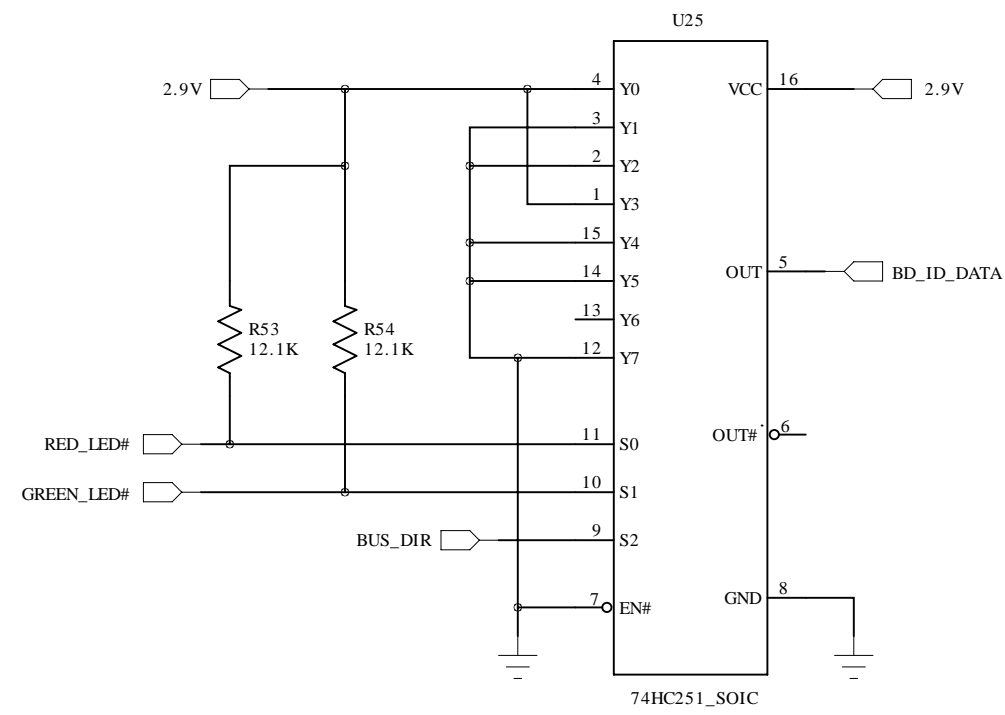 U25
2.9V
4
Y0
VCC
16
2.9V
3
Y1
2
Y2
1
Y3
15
Y4
14
Y5
OUT
5
BD_ID_DATA
13
Y6
R53
12.1K
R54
12.1K
12
Y7
RED_LED#
11
S0
OUT#
6
GREEN_LED#
10
S1
BUS_DIR
9
S2
7
EN#
GND
8
74HC251_SOIC